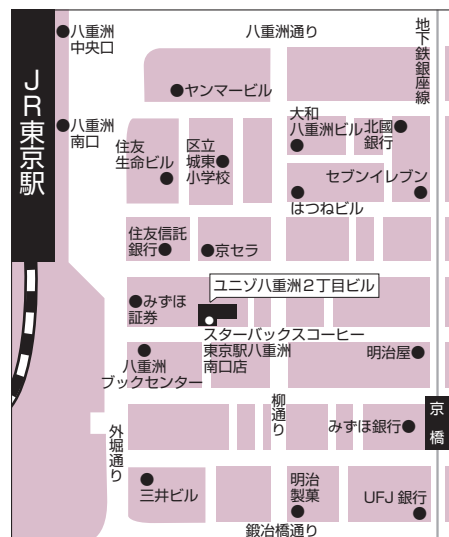 八重洲
中央口
八重洲通り
地下鉄銀座線
JR東京駅
ヤンマービル
八重洲
南口
住友
生命ビル
区立
城東
小学校
大和
八重洲ビル
北國
銀行
セブンイレブン
はつねビル
住友信託
銀行
京セラ
ユニゾ八重洲2丁目ビル
みずほ
証券
スターバックスコーヒー
東京駅八重洲
南口店
八重洲
ブックセンター
明治屋
外堀通り
柳通り
みずほ銀行
京橋
三井ビル
明治
製菓
UFJ銀行
鍛冶橋通り